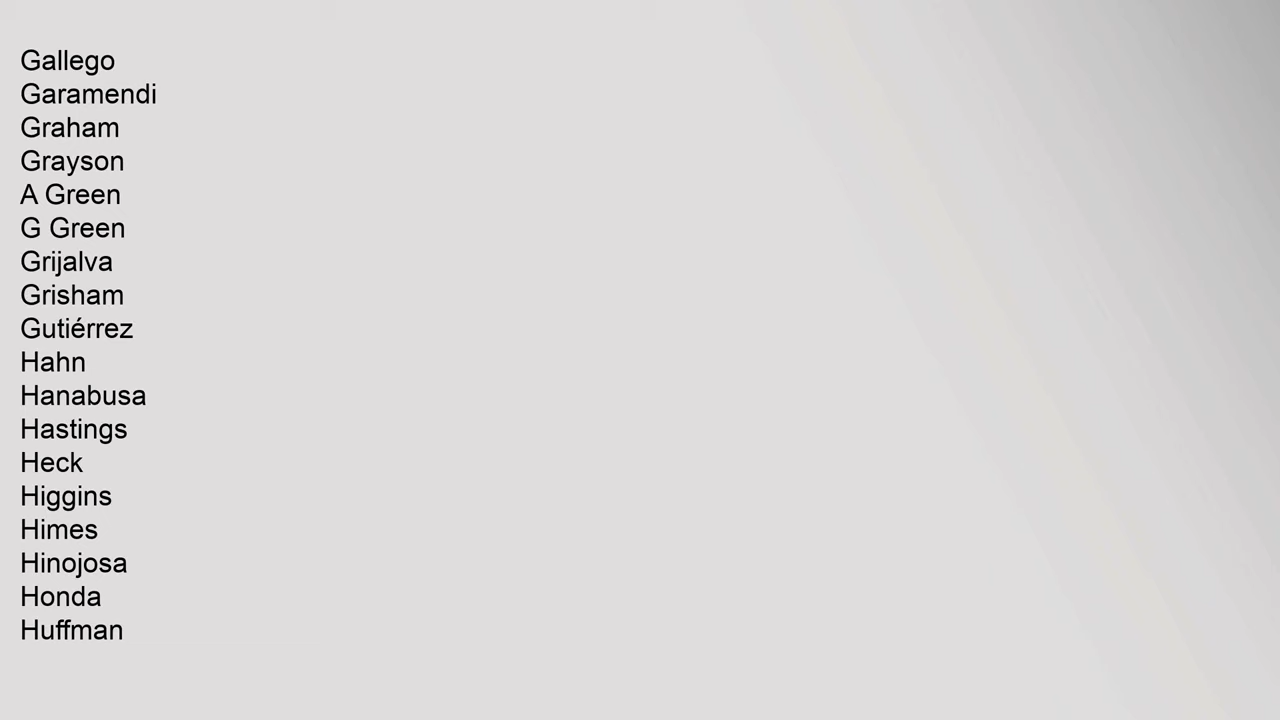 Gallego
Garamendi
Graham
Grayson
A Green
G Green
Grijalva
Grisham
Gutiérrez
Hahn
Hanabusa
Hastings
Heck
Higgins
Himes
Hinojosa
Honda
Huffman